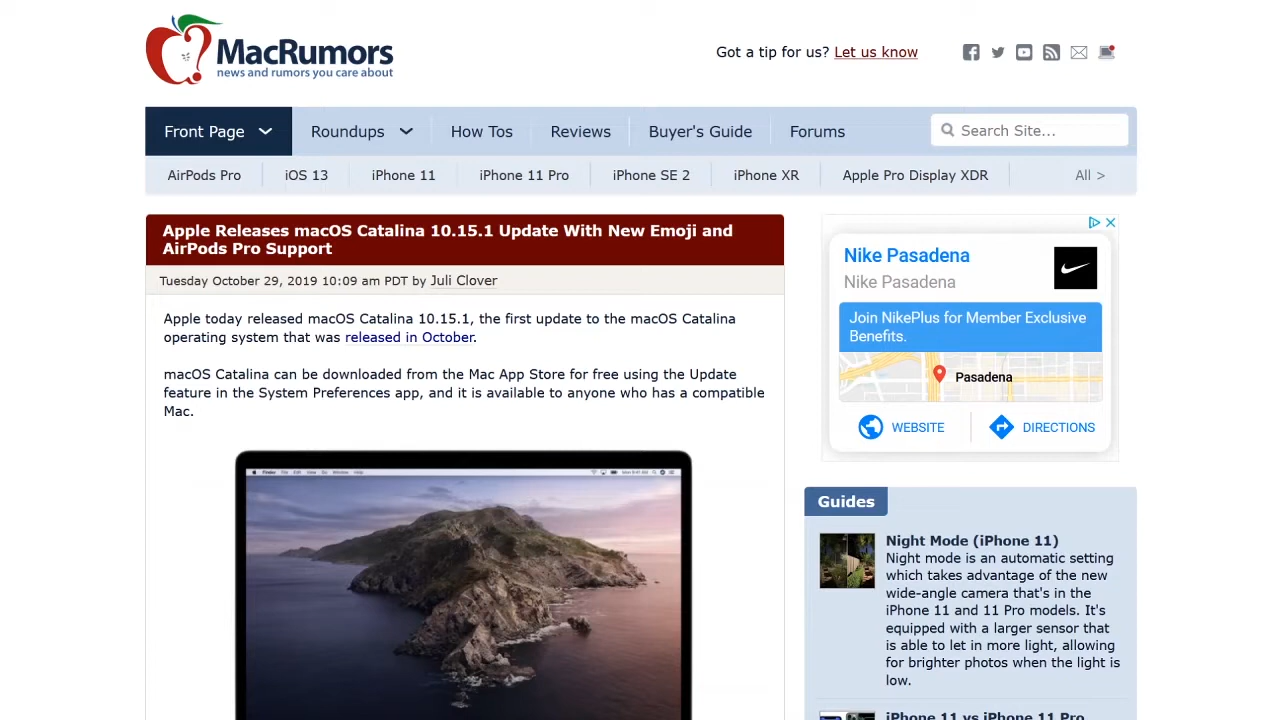 MacRumors
news and rumors you care about
Got a tip for us? Let us know
Front Page
Roundups
How Tos
Reviews
Buyer's Guide
Forums
Search Site...
AirPods Pro
iOS 13
iPhone 11
iPhone 11 Pro
iPhone SE 2
iPhone XR
Apple Pro Display XDR
All >
Apple Releases macOS Catalina 10.15.1 Update With New Emoji and
AirPods Pro Support
Tuesday October 29, 2019 10:09 am PDT by Juli Clover
Apple today released macOS Catalina 10.15.1, the first update to the macOS Catalina
operating system that was released in October.
macOS Catalina can be downloaded from the Mac App Store for free using the Update
feature in the System Preferences app, and it is available to anyone who has a compatible
Mac.
Finder File Edit View Go Window Help
Nike Pasadena
Nike Pasadena
Join NikePlus for Member Exclusive
Benefits.
Pasadena
WEBSITE
DIRECTIONS
Guides
Night Mode (iPhone 11)
Night mode is an automatic setting
which takes advantage of the new
wide-angle camera that's in the
iPhone 11 and 11 Pro models. It's
equipped with a larger sensor that
is able to let in more light, allowing
for brighter photos when the light is
low.
iPhone 11 vs iPhone 11 Pro